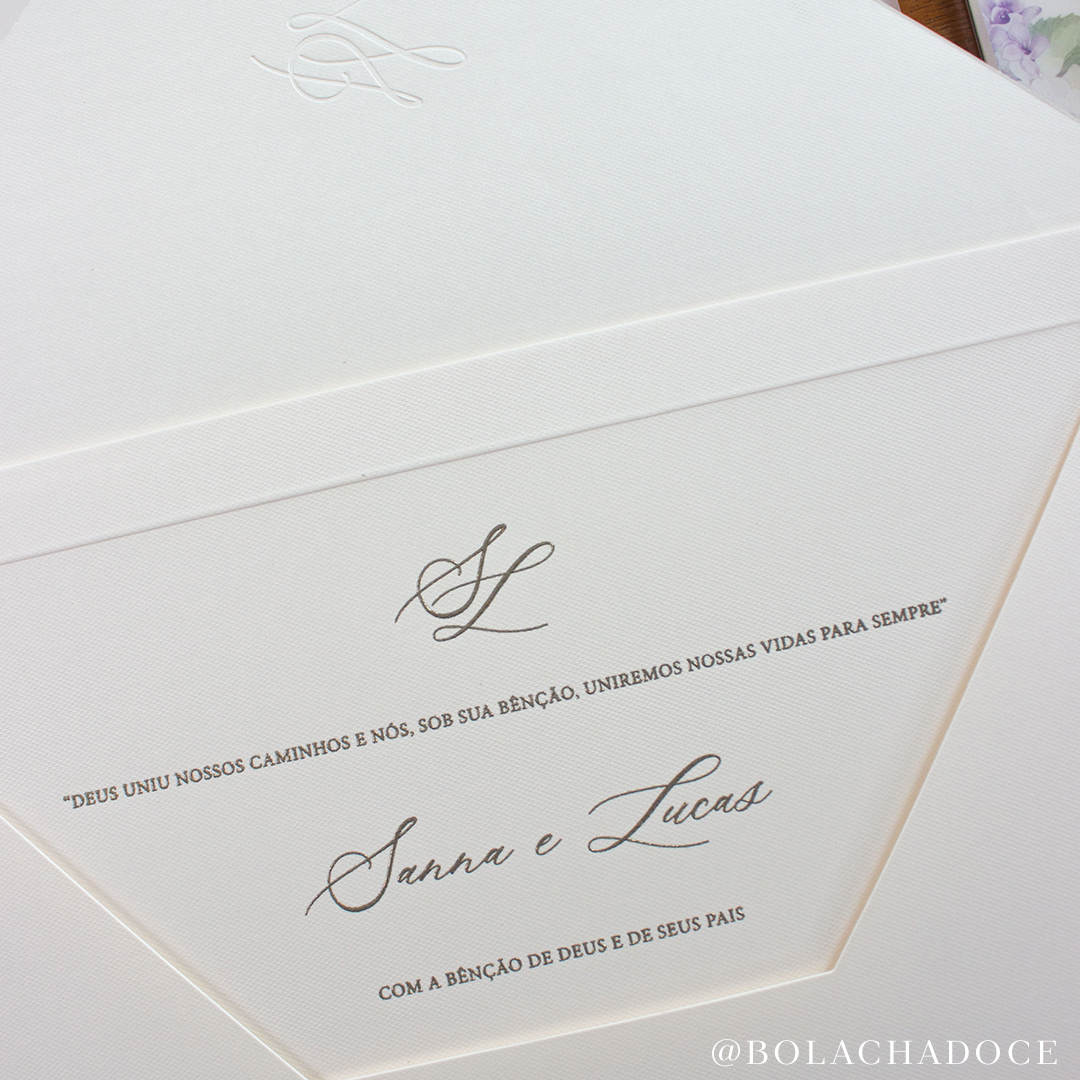 SL
SL
“DEUS UNIU NOSSOS CAMINHOS E NÓS, SOB SUA BÊNÇÃO, UNIREMOS NOSSAS VIDAS PARA SEMPRE”
Sanna e Lucas
COM A BÊNÇÃO DE DEUS E DE SEUS PAIS
@BOLACHADOCE